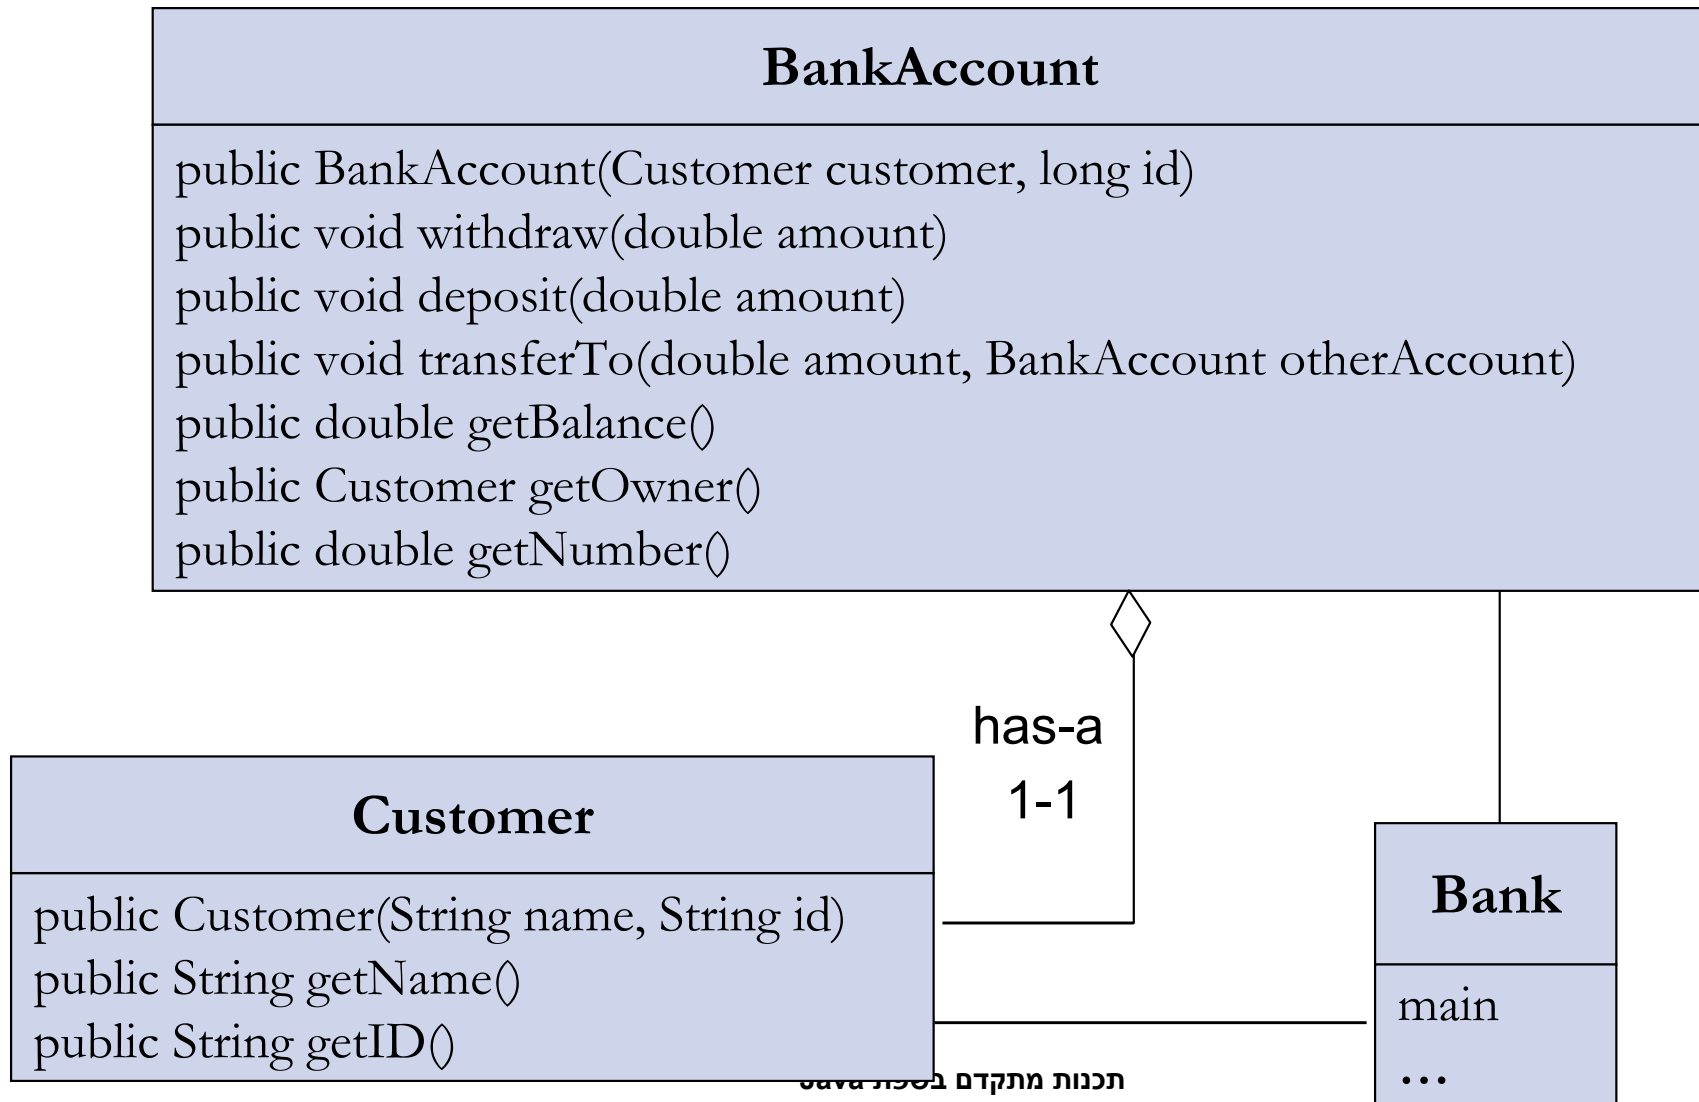 BankAccount
public BankAccount(Customer customer, long id)
public void withdraw(double amount)
public void deposit(double amount)
public void transferTo(double amount, BankAccount otherAccount)
public double getBalance()
public Customer getOwner()
public double getNumber()
has-a
1-1
Customer
public Customer(String name, String id)
public String getName()
public String getID()
Bank
main
...
תכנות מתקדם בשפת Java